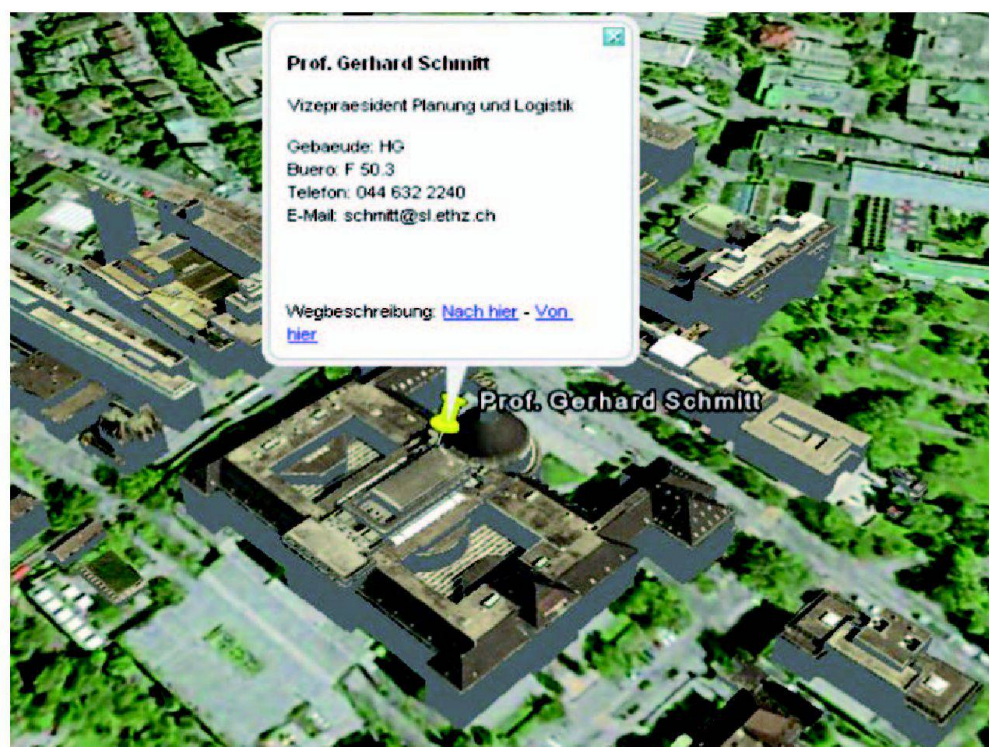 Prof. Gerhard Schmitt
Vizepraesident Planung und Logistik
Gebaeude: HG
Buero: F 50.3
Telefon: 044 632 2240
E-Mail: schmitt@sl.ethz.ch
Wegbeschreibung: Nach hier - Von
hier
Prof. Gerhard Schmitt